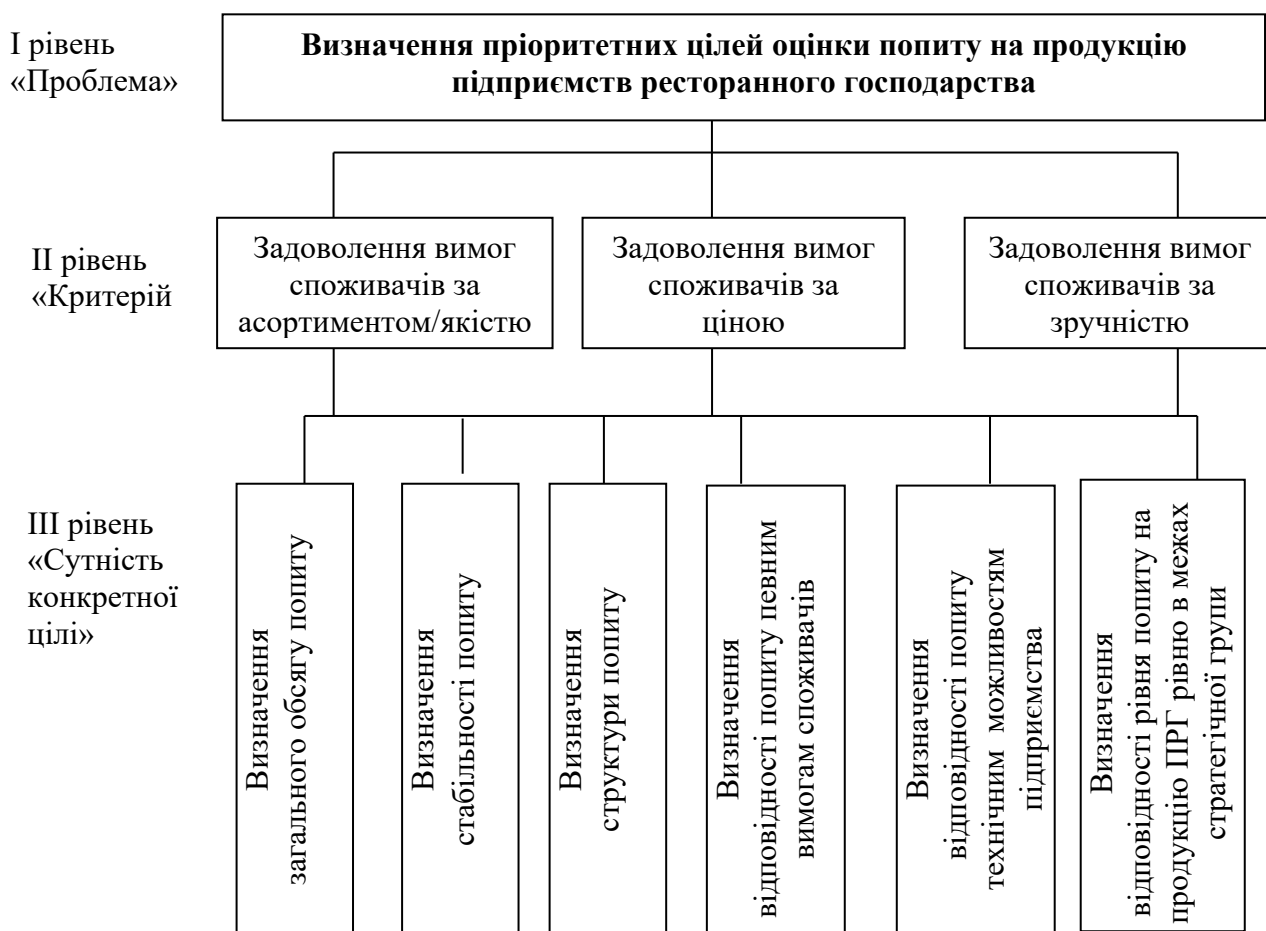 І рівень
«Проблема»
Визначення пріоритетних цілей оцінки попиту на продукцію
підприємств ресторанного господарства
ІІ рівень
«Критерій
Задоволення вимог
споживачів за
асортиментом/якістю
Задоволення вимог
споживачів за
ціною
Задоволення вимог
споживачів за
зручністю
ІІІ рівень
«Сутність
конкретної
цілі»
Визначення
загального обсягу попиту
Визначення
стабільності попиту
Визначення
структури попиту
Визначення
відповідності попиту певним
вимогам споживачів
Визначення
відповідності попиту
технічним можливостям
підприємства
Визначення
відповідності рівня попиту на
продукцію ПРГ рівню в межах
стратегічної групи